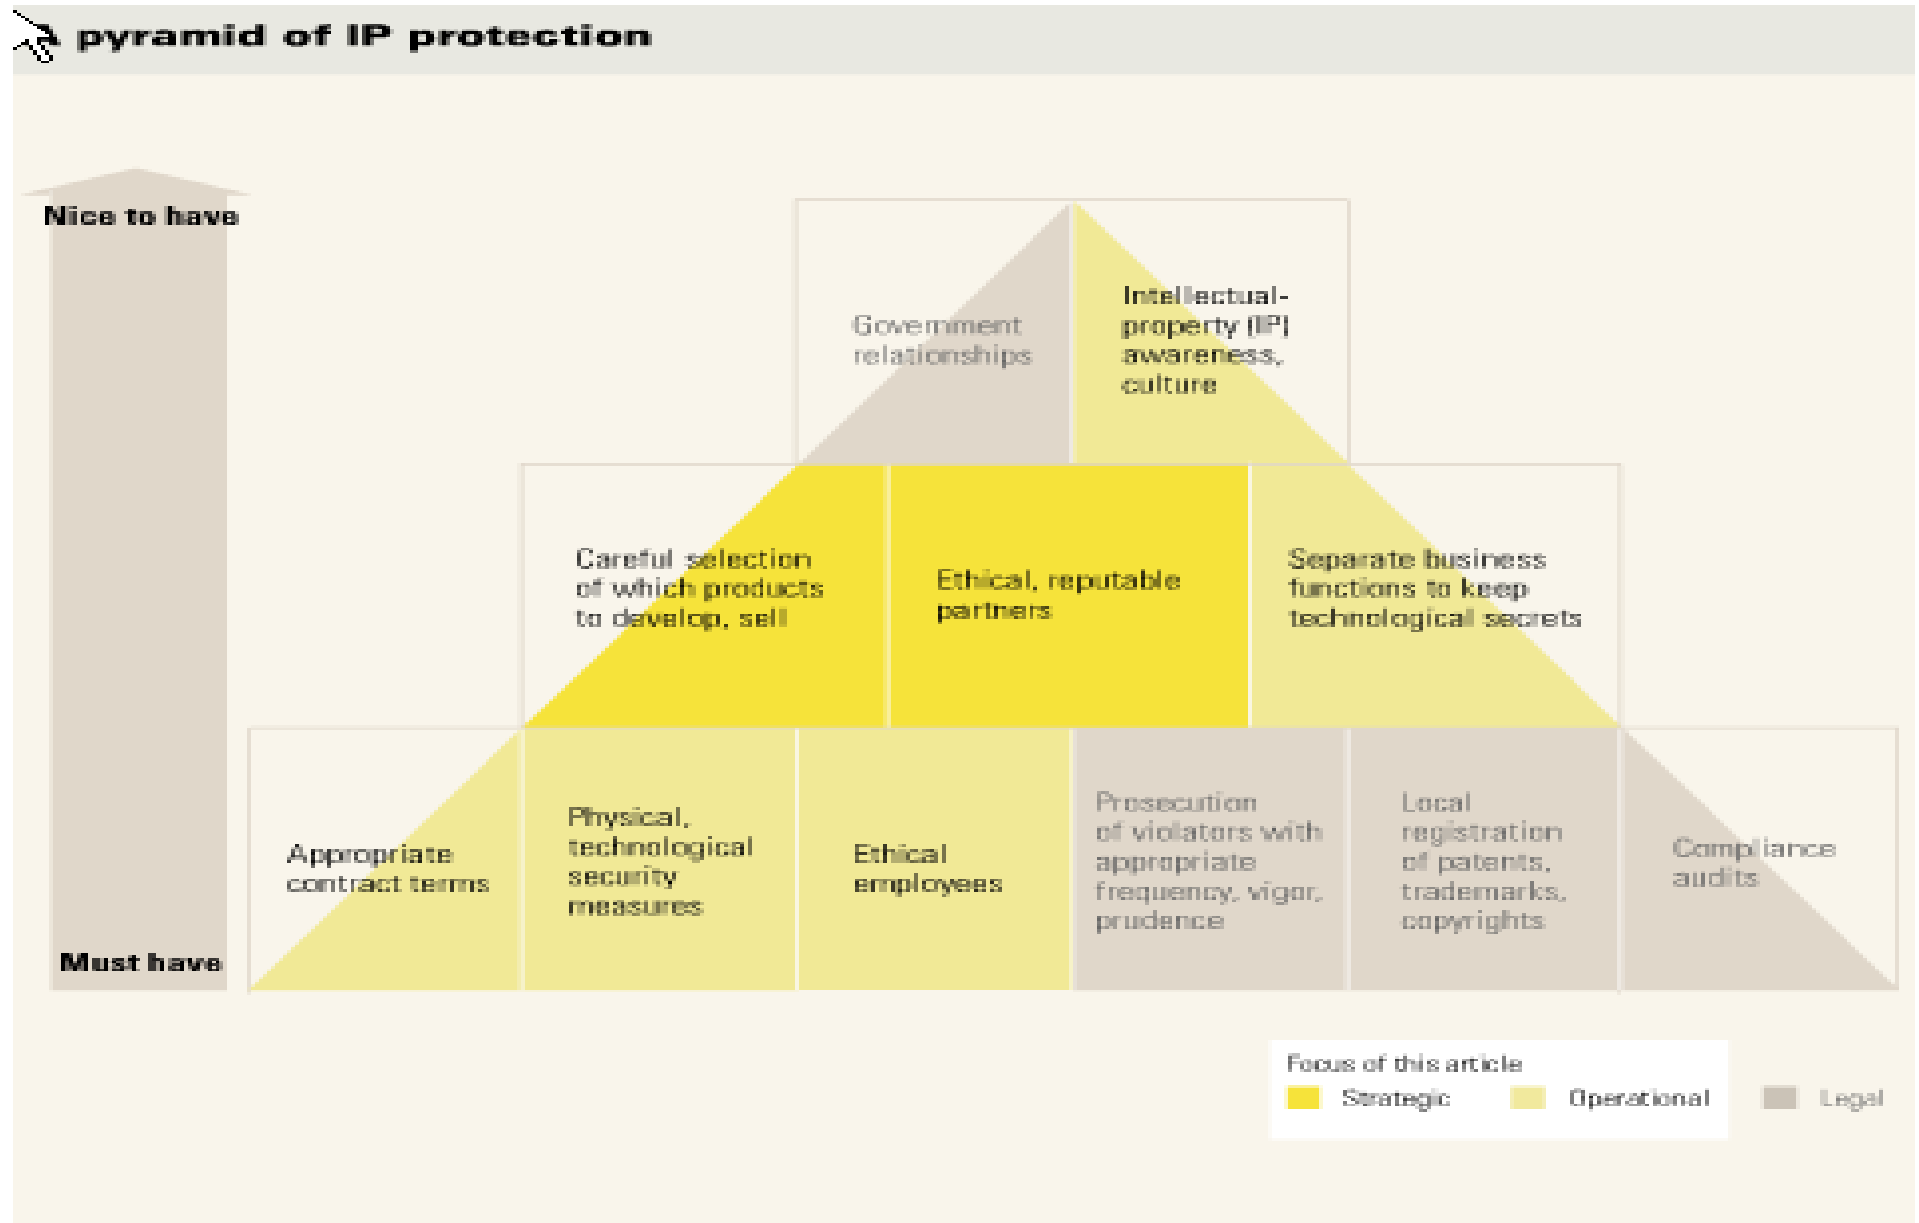 A pyramid of IP protection
Nice to have
Government
relationships
Intellectual-
property (IP)
awareness,
culture
Careful selection
of which products
to develop, sell
Ethical, reputable
partners
Separate business
functions to keep
technological secrets
Appropriate
contract terms
Physical,
technological
security
measures
Ethical
employees
Prosecution
of violators with
appropriate
frequency, vigor,
prudence
Local
registration
of patents,
trademarks,
copyrights
Compliance
audits
Must have
Focus of this article
Strategic
Operational
Legal